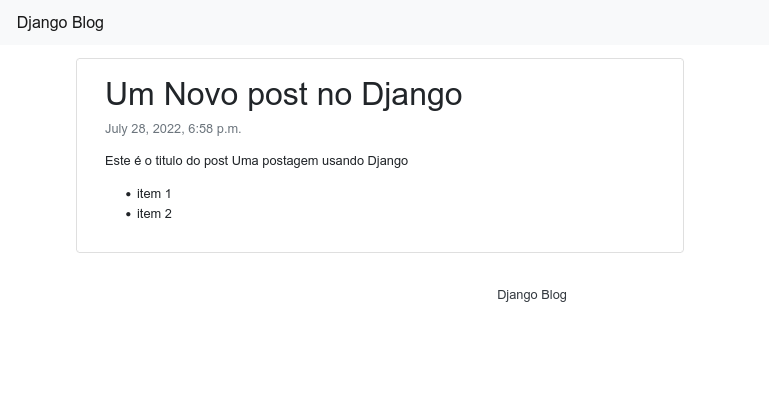 Django Blog
Um Novo post no Django
July 28, 2022, 6:58 p.m.
Este é o titulo do post Uma postagem usando Django
• item 1
• item 2
Django Blog